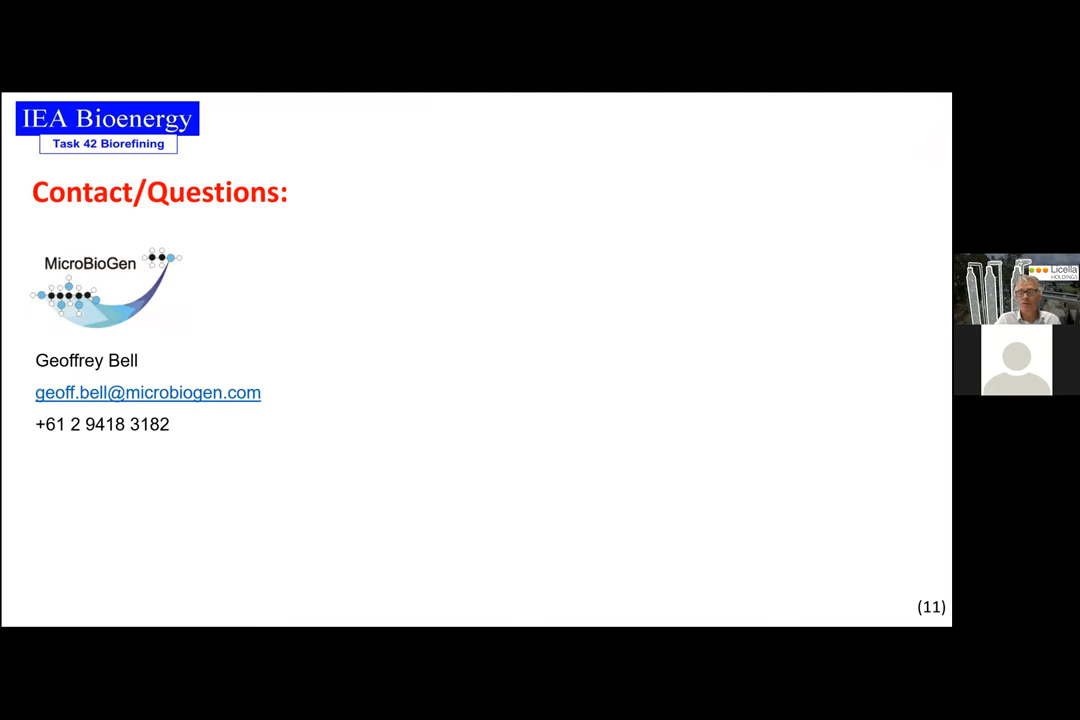 IEA Bioenergy
Task 42 Biorefining
Contact/Questions:
MicroBioGen
Geoffrey Bell
geoff.bell@microbiogen.com
+61 2 9418 3182
(11)
Licella
HOLDINGS